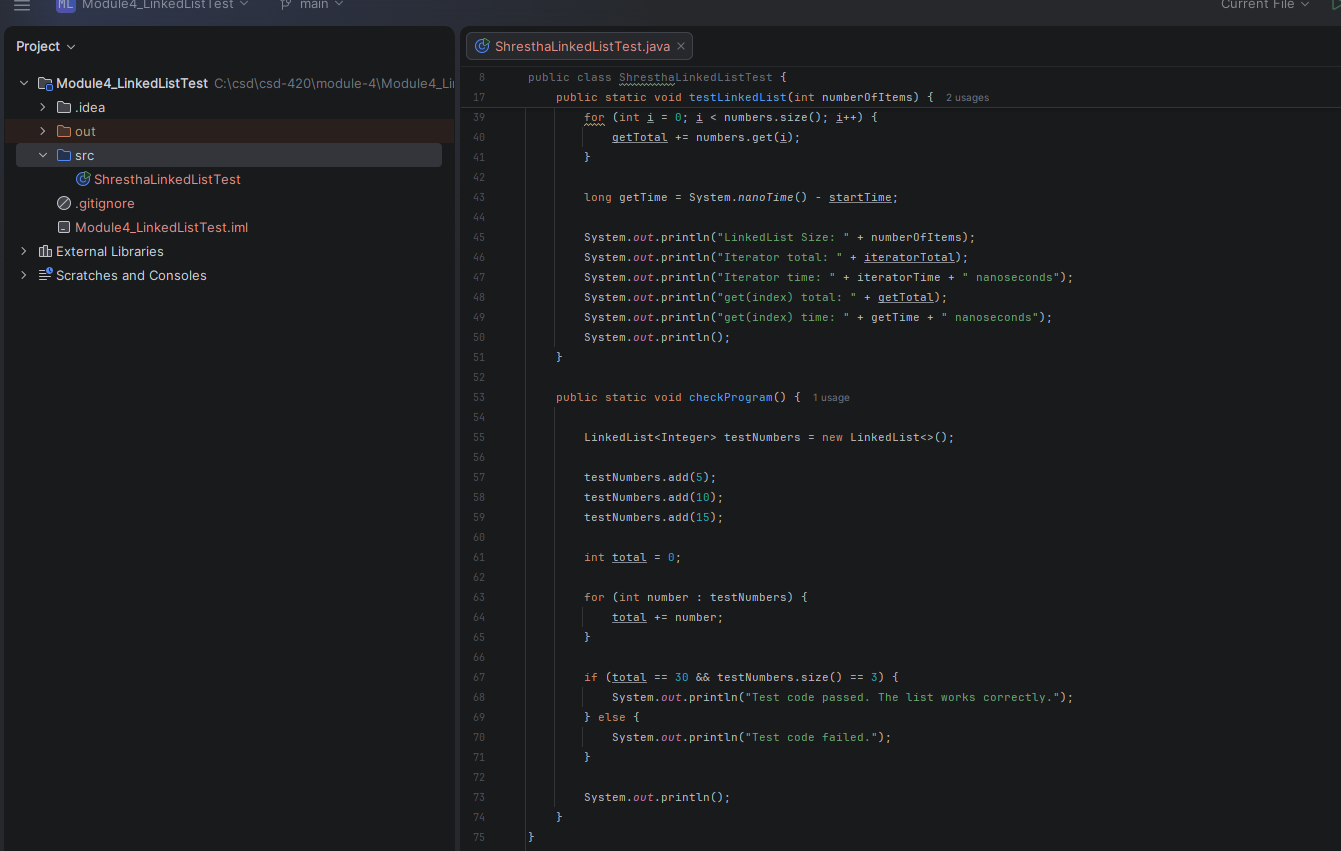 ML Module4_LinkedListTest main Current File
Project
Module4_LinkedListTest C:\csd\csd-420\module-4\Module4_Li
.idea
out
src
ShresthaLinkedListTest
.gitignore
Module4_LinkedListTest.iml
External Libraries
Scratches and Consoles
ShresthaLinkedListTest.java
8 public class ShresthaLinkedListTest {
17 public static void testLinkedList(int numberOfItems) { 2 usages
39 for (int i = 0; i < numbers.size(); i++) {
40 getTotal += numbers.get(i);
41 }
42
43 long getTime = System.nanoTime() - startTime;
44
45 System.out.println("LinkedList Size: " + numberOfItems);
46 System.out.println("Iterator total: " + iteratorTotal);
47 System.out.println("Iterator time: " + iteratorTime + " nanoseconds");
48 System.out.println("get(index) total: " + getTotal);
49 System.out.println("get(index) time: " + getTime + " nanoseconds");
50 System.out.println();
51 }
52
53 public static void checkProgram() { 1 usage
54
55 LinkedList<Integer> testNumbers = new LinkedList<>();
56
57 testNumbers.add(5);
58 testNumbers.add(10);
59 testNumbers.add(15);
60
61 int total = 0;
62
63 for (int number : testNumbers) {
64 total += number;
65 }
66
67 if (total == 30 && testNumbers.size() == 3) {
68 System.out.println("Test code passed. The list works correctly.");
69 } else {
70 System.out.println("Test code failed.");
71 }
72
73 System.out.println();
74 }
75 }